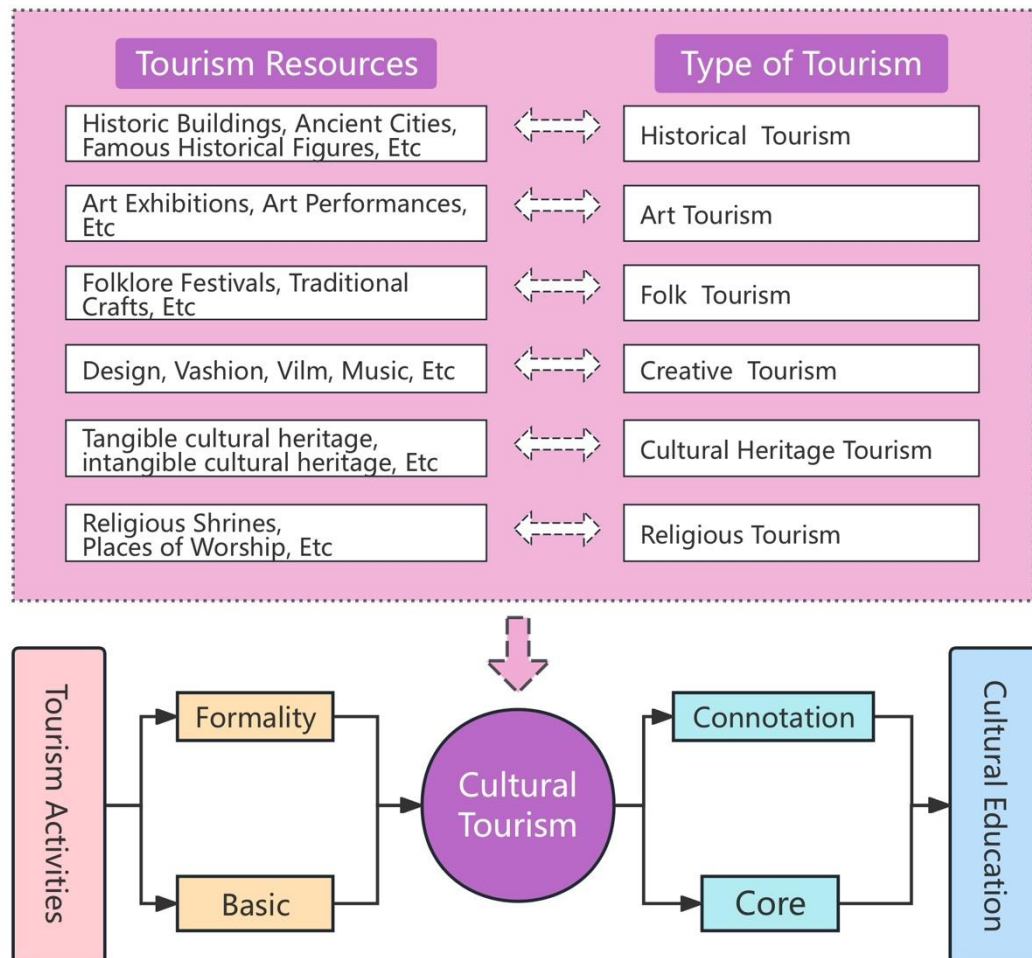 Tourism Resources
Type of Tourism
Historic Buildings, Ancient Cities,
Famous Historical Figures, Etc
Historical Tourism
Art Exhibitions, Art Performances,
Etc
Art Tourism
Folklore Festivals, Traditional
Crafts, Etc
Folk Tourism
Design, Vashion, Vilm, Music, Etc
Creative Tourism
Tangible cultural heritage,
intangible cultural heritage, Etc
Cultural Heritage Tourism
Religious Shrines,
Places of Worship, Etc
Religious Tourism
Tourism Activities
Formality
Basic
Cultural
Tourism
Connotation
Core
Cultural Education